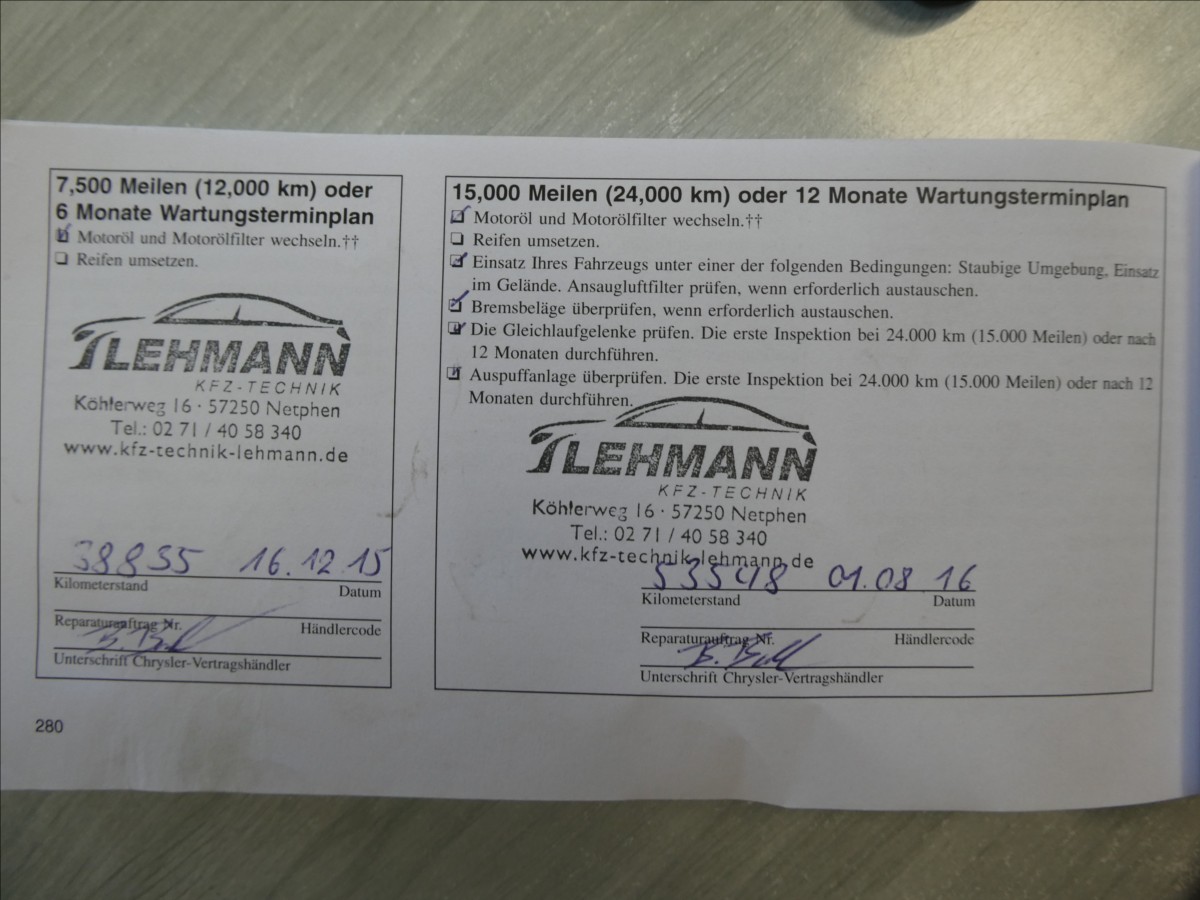 7,500 Meilen (12,000 km) oder
6 Monate Wartungsterminplan
Motoröl und Motorölfilter wechseln.††
Reifen umsetzen.
LEHMANN
KFZ-TECHNIK
Köhlerweg 16 · 57250 Netphen
Tel.: 02 71 / 40 58 340
www.kfz-technik-lehmann.de
38855 16.12.15
Kilometerstand Datum
Reparaturauftrag Nr. Händlercode
Unterschrift Chrysler-Vertragshändler
280
15,000 Meilen (24,000 km) oder 12 Monate Wartungsterminplan
Motoröl und Motorölfilter wechseln.††
Reifen umsetzen.
Einsatz Ihres Fahrzeugs unter einer der folgenden Bedingungen: Staubige Umgebung, Einsatz
im Gelände. Ansaugluftfilter prüfen, wenn erforderlich austauschen.
Bremsbeläge überprüfen, wenn erforderlich austauschen.
Die Gleichlaufgelenke prüfen. Die erste Inspektion bei 24.000 km (15.000 Meilen) oder nach
12 Monaten durchführen.
Auspuffanlage überprüfen. Die erste Inspektion bei 24.000 km (15.000 Meilen) oder nach 12
Monaten durchführen.
LEHMANN
KFZ-TECHNIK
Köhlerweg 16 · 57250 Netphen
Tel.: 02 71 / 40 58 340
www.kfz-technik-lehmann.de
53548 01.08 16
Kilometerstand Datum
Reparaturauftrag Nr. Händlercode
Unterschrift Chrysler-Vertragshändler